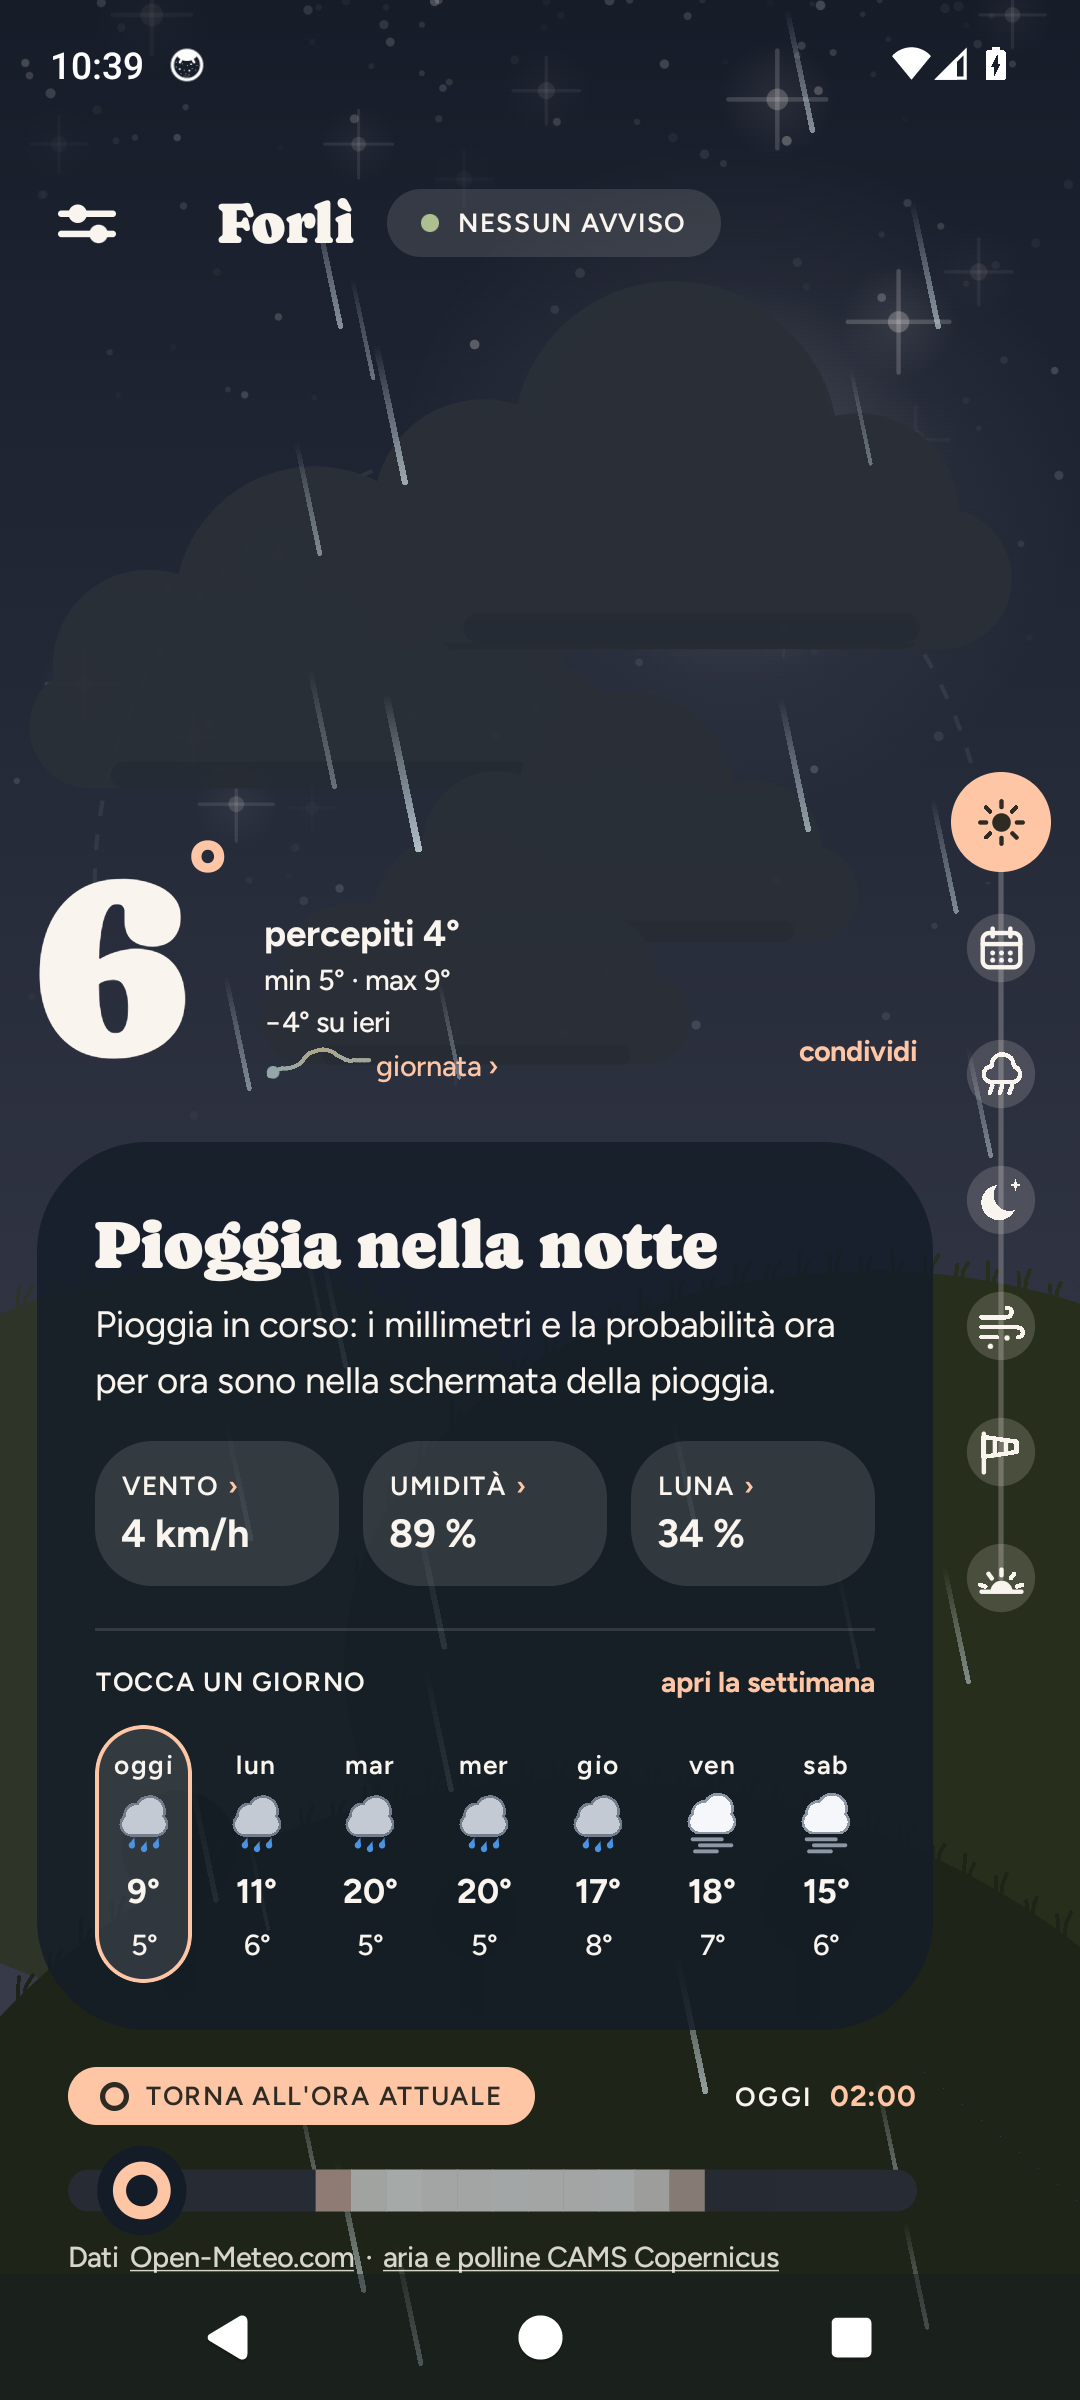 10:39
Forlì
NESSUN AVVISO
6°
percepiti 4°
min 5° · max 9°
−4° su ieri
giornata ›
condividi
Pioggia nella notte
Pioggia in corso: i millimetri e la probabilità ora
per ora sono nella schermata della pioggia.
VENTO › UMIDITÀ › LUNA ›
4 km/h 89 % 34 %
TOCCA UN GIORNO apri la settimana
oggi lun mar mer gio ven sab
9° 11° 20° 20° 17° 18° 15°
5° 6° 5° 5° 8° 7° 6°
TORNA ALL'ORA ATTUALE OGGI 02:00
Dati Open-Meteo.com · aria e polline CAMS Copernicus